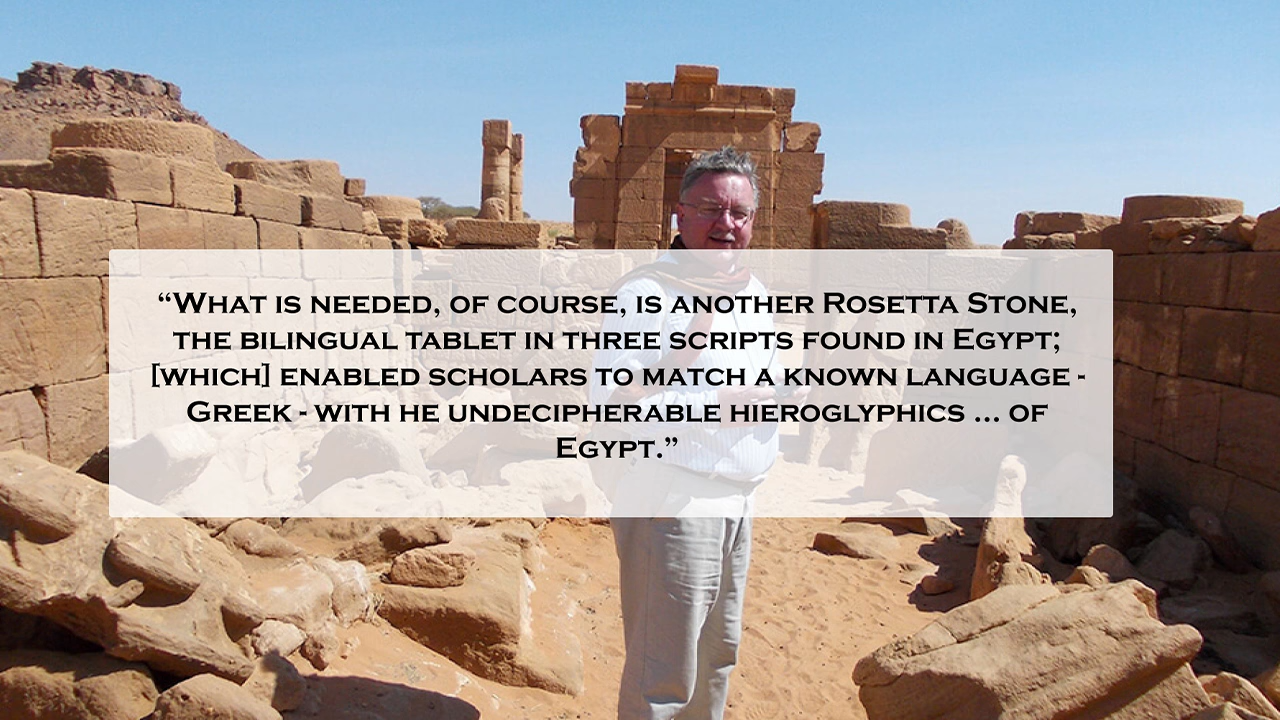 “What is needed, of course, is another Rosetta Stone,
the bilingual tablet in three scripts found in Egypt;
[which] enabled scholars to match a known language -
Greek - with he undecipherable hieroglyphics ... of
Egypt.”